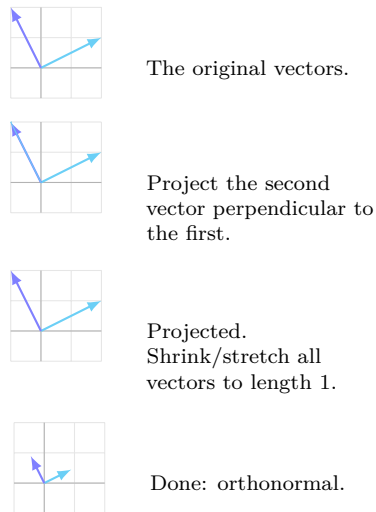 The original vectors.
Project the second
vector perpendicular to
the first.
Projected.
Shrink/stretch all
vectors to length 1.
Done: orthonormal.